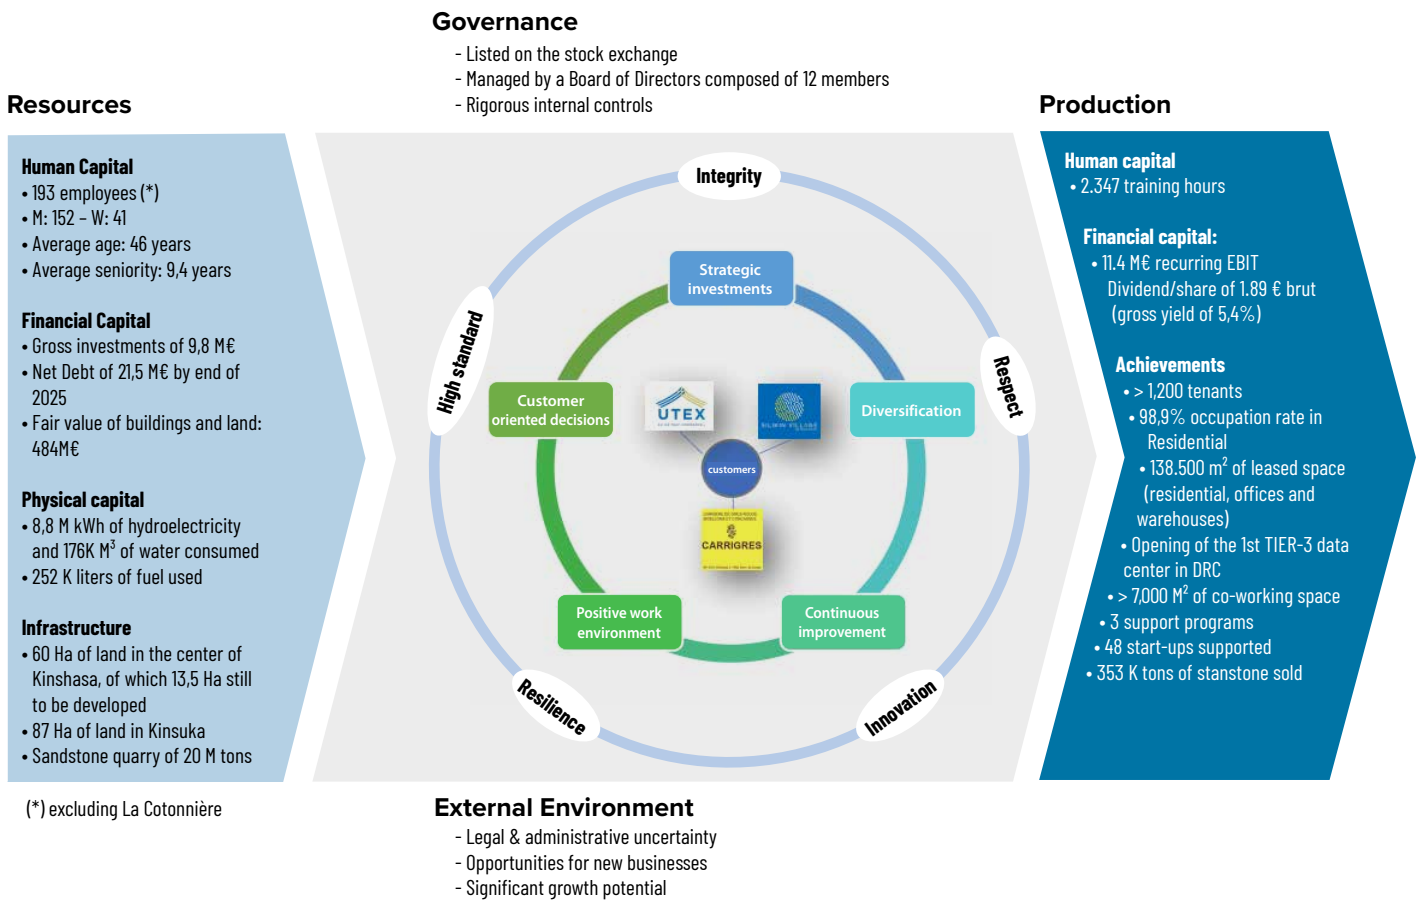 Governance
- Listed on the stock exchange
- Managed by a Board of Directors composed of 12 members
- Rigorous internal controls
Resources
Human Capital
• 193 employees (*)
• M: 152 – W: 41
• Average age: 46 years
• Average seniority: 9,4 years
Financial Capital
• Gross investments of 9,8 M€
• Net Debt of 21,5 M€ by end of
2025
• Fair value of buildings and land:
484M€
Physical capital
• 8,8 M kWh of hydroelectricity
and 176K M³ of water consumed
• 252 K liters of fuel used
Infrastructure
• 60 Ha of land in the center of
Kinshasa, of which 13,5 Ha still
to be developed
• 87 Ha of land in Kinsuka
• Sandstone quarry of 20 M tons
(*) excluding La Cotonnière
Integrity
High standard
Respect
Resilience
Innovation
Strategic
investments
Customer
oriented decisions
Diversification
Positive work
environment
Continuous
improvement
UTEX
SILIKIN VILLAGE
customers
CARRIGRES
Production
Human capital
• 2.347 training hours
Financial capital:
• 11.4 M€ recurring EBIT
Dividend/share of 1.89 € brut
(gross yield of 5,4%)
Achievements
• > 1,200 tenants
• 98,9% occupation rate in
Residential
• 138.500 m² of leased space
(residential, offices and
warehouses)
• Opening of the 1st TIER-3 data
center in DRC
• > 7,000 M² of co-working space
• 3 support programs
• 48 start-ups supported
• 353 K tons of stanstone sold
External Environment
- Legal & administrative uncertainty
- Opportunities for new businesses
- Significant growth potential